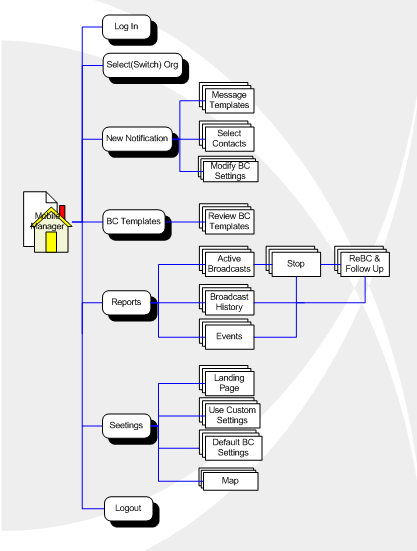 Log In
Select(Switch) Org
New Notification
Message
Templates
Select
Contacts
Modify BC
Settings
Mobile
Manager
BC Templates
Review BC
Templates
Reports
Active
Broadcasts
Stop
ReBC &
Follow Up
Broadcast
History
Events
Seetings
Landing
Page
Use Custom
Settings
Default BC
Settings
Map
Logout